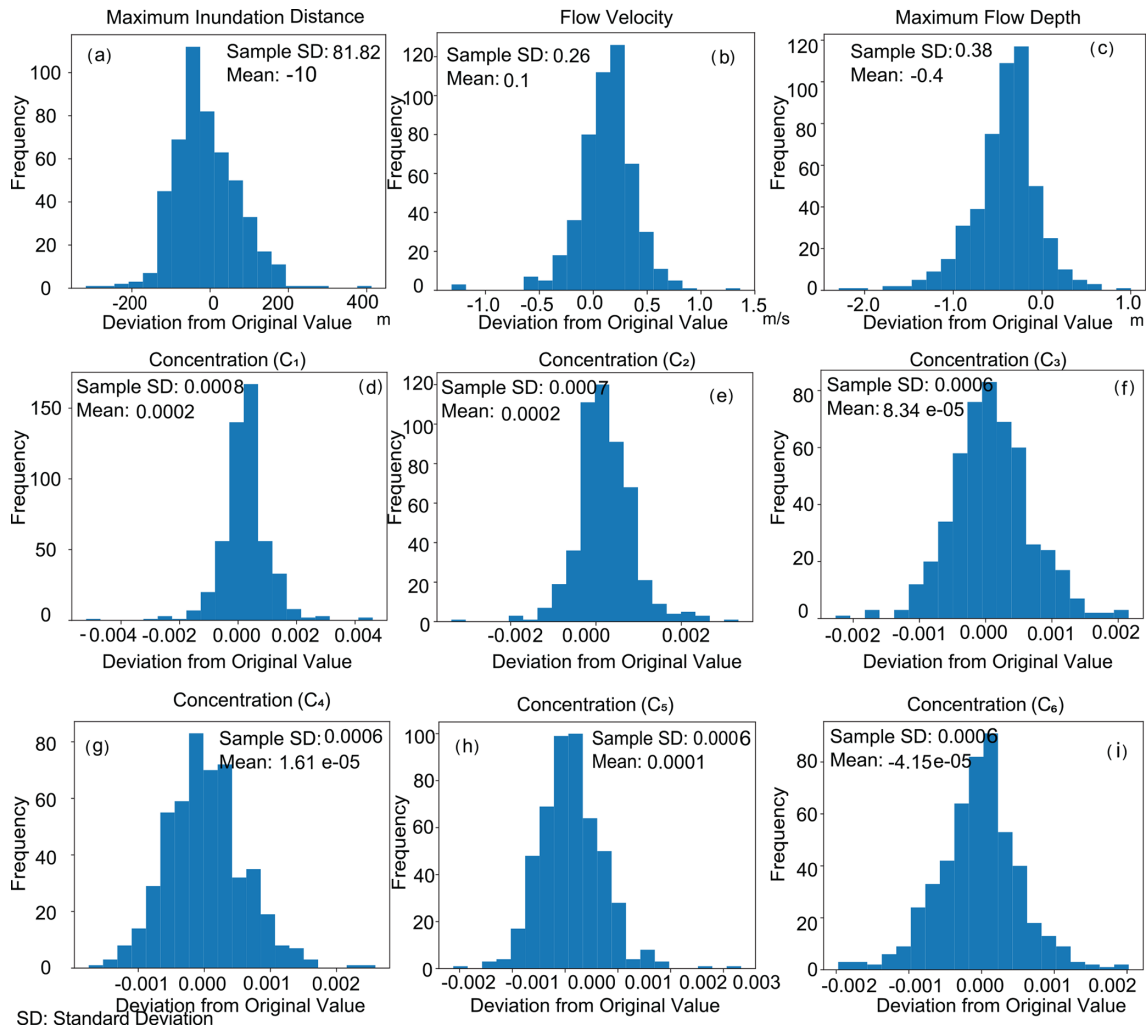 Maximum Inundation Distance
(a)
Sample SD: 81.82
Mean: -10
Frequency
100
80
60
40
20
0
-200 0 200 400
Deviation from Original Value m
Flow Velocity
Sample SD: 0.26
Mean: 0.1
(b)
Frequency
120
100
80
60
40
20
0
-1.0 -0.5 0.0 0.5 1.0 1.5
Deviation from Original Value m/s
Maximum Flow Depth
Sample SD: 0.38
Mean: -0.4
(c)
Frequency
120
100
80
60
40
20
0
-2.0 -1.0 0.0 1.0
Deviation from Original Value m
Concentration (C₁)
Sample SD: 0.0008
Mean: 0.0002
(d)
Frequency
150
100
50
0
-0.004 -0.002 0.000 0.002 0.004
Deviation from Original Value
Concentration (C₂)
Sample SD: 0.0007
Mean: 0.0002
(e)
Frequency
120
100
80
60
40
20
0
-0.002 0.000 0.002
Deviation from Original Value
Concentration (C₃)
Sample SD: 0.0006
Mean: 8.34 e-05
(f)
Frequency
80
60
40
20
0
-0.002 -0.001 0.000 0.001 0.002
Deviation from Original Value
Concentration (C₄)
(g)
Sample SD: 0.0006
Mean: 1.61 e-05
Frequency
80
60
40
20
0
-0.001 0.000 0.001 0.002
Deviation from Original Value
Concentration (C₅)
(h)
Sample SD: 0.0006
Mean: 0.0001
Frequency
100
80
60
40
20
0
-0.002 -0.001 0.000 0.001 0.002 0.003
Deviation from Original Value
Concentration (C₆)
Sample SD: 0.0006
Mean: -4.15e-05
(i)
Frequency
80
60
40
20
0
-0.002 -0.001 0.000 0.001 0.002
Deviation from Original Value
SD: Standard Deviation